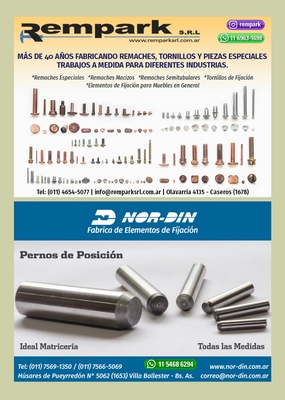 Rempark S.R.L
www.remparksrl.com.ar
rempark
11 6963-1690
MÁS DE 40 AÑOS FABRICANDO REMACHES, TORNILLOS Y PIEZAS ESPECIALES
TRABAJOS A MEDIDA PARA DIFERENTES INDUSTRIAS.
*Remaches Especiales *Remaches Macizos *Remaches Semitubulares *Tornillos de Fijación
*Elementos de Fijación para Muebles en General
Tel: (011) 4654-5077 | info@remparksrl.com.ar | Olavarría 4135 - Caseros (1678)
NOR-DIN
Fabrica de Elementos de Fijación
Pernos de Posición
Ideal Matricería
Todas las Medidas
Tel: (011) 7569-1350 / (011) 7566-5069
11 5468 6294
www.nor-din.com.ar
Húsares de Pueyrredón N° 5062 (1653) Villa Ballester - Bs. As.
correo@nor-din.com.ar